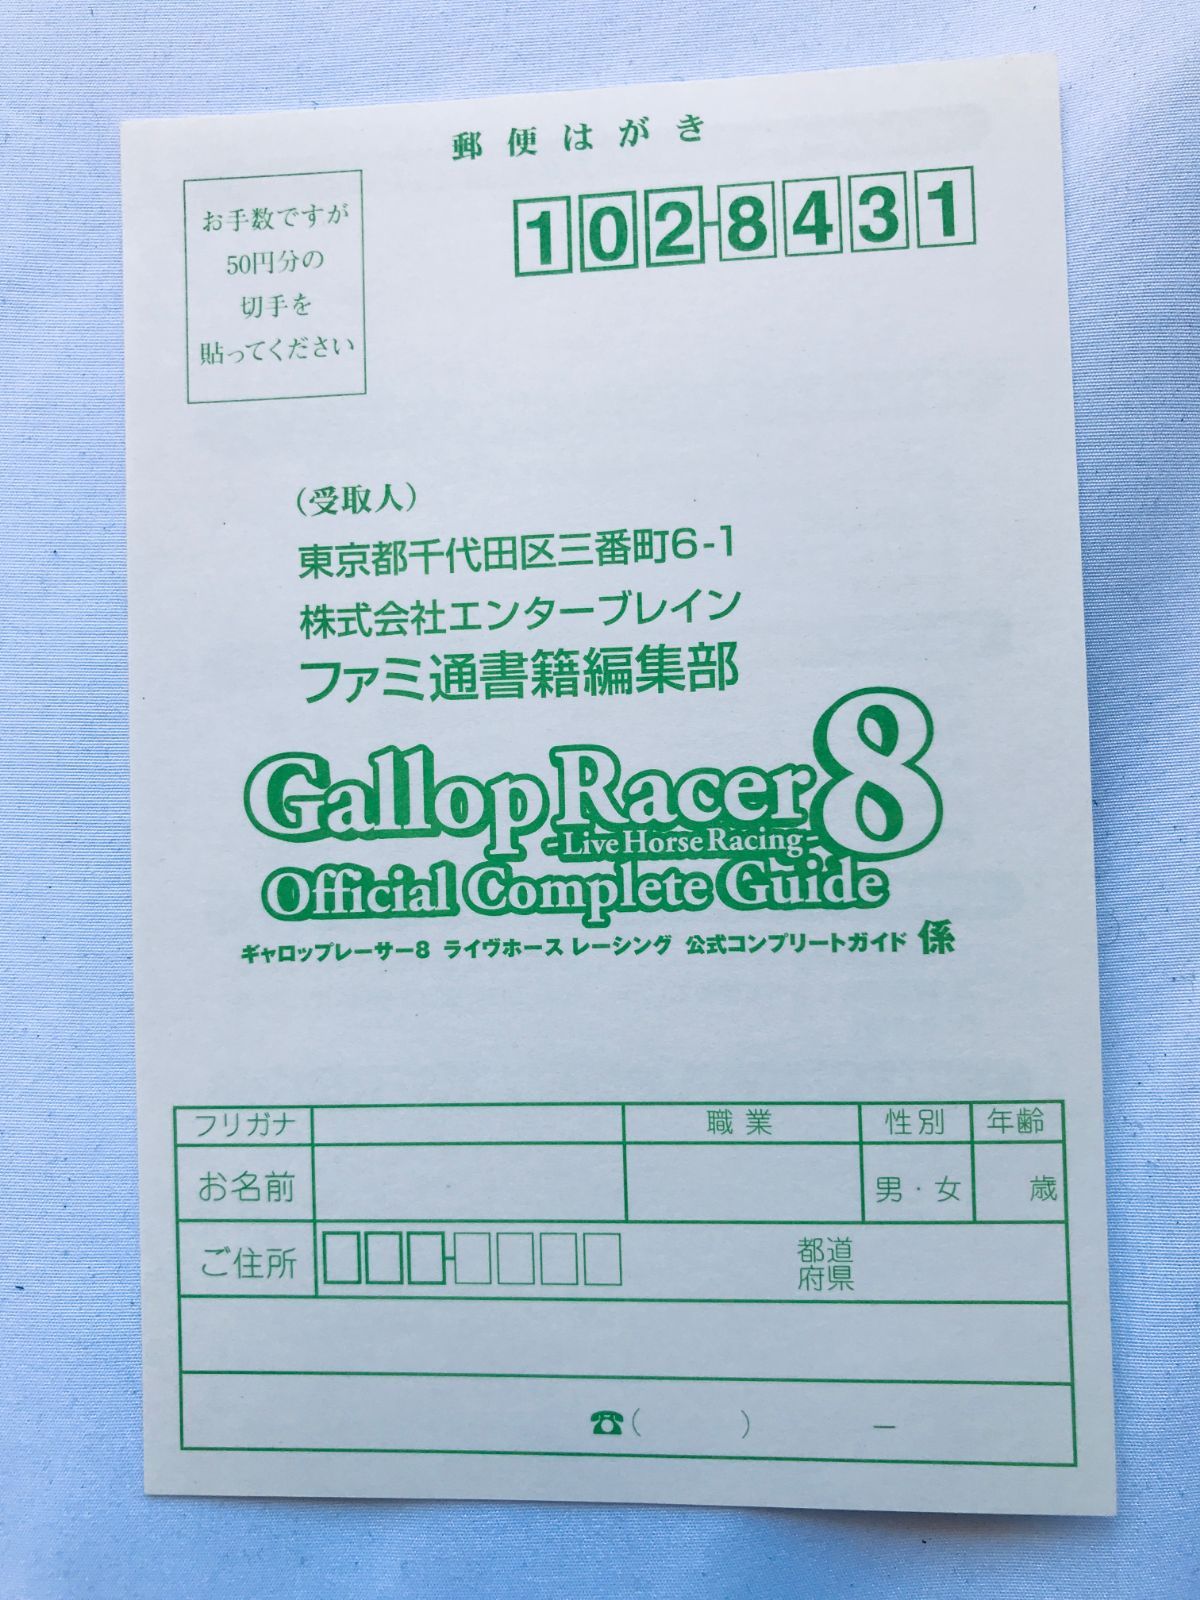 郵便はがき
お手数ですが
50円分の
切手を
貼ってください
102-8431
（受取人）
東京都千代田区三番町6-1
株式会社エンターブレイン
ファミ通書籍編集部
Gallop Racer 8
-Live Horse Racing-
Official Complete Guide
ギャロップレーサー8 ライヴホース レーシング 公式コンプリートガイド 係
フリガナ 職業 性別 年齢
お名前 男・女 歳
ご住所 都道
府県
☎( ) －